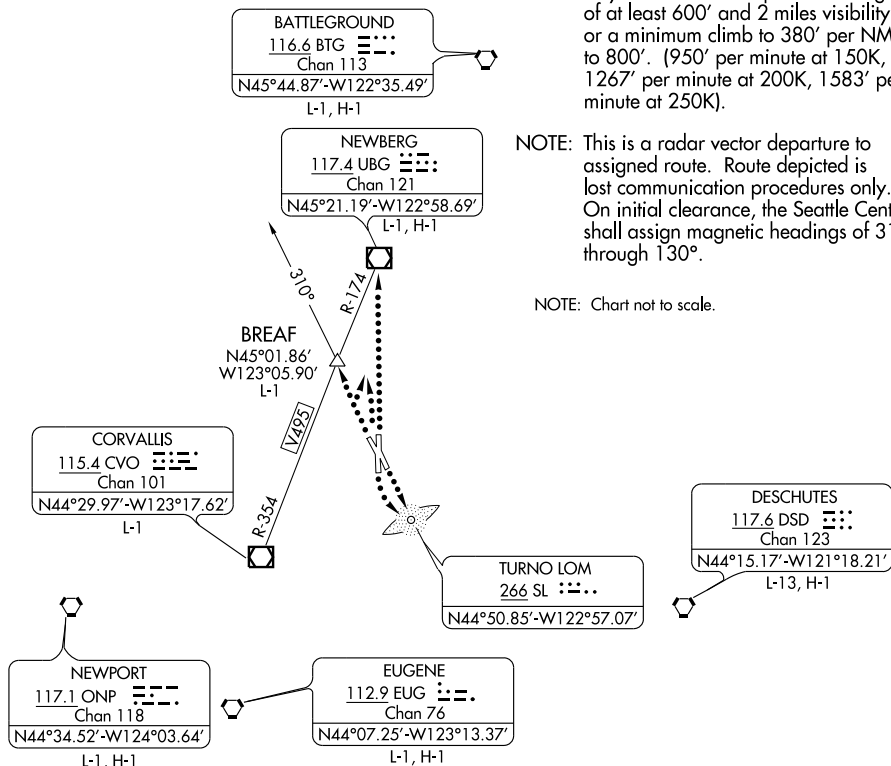 BATTLEGROUND
116.6 BTG
Chan 113
N45°44.87′-W122°35.49′
L-1, H-1
of at least 600′ and 2 miles visibility
or a minimum climb to 380′ per NM
to 800′. (950′ per minute at 150K,
1267′ per minute at 200K, 1583′ pe
minute at 250K).
NEWBERG
117.4 UBG
Chan 121
N45°21.19′-W122°58.69′
L-1, H-1
NOTE: This is a radar vector departure to
assigned route. Route depicted is
lost communication procedures only.
On initial clearance, the Seattle Cent
shall assign magnetic headings of 31
through 130°.
NOTE: Chart not to scale.
310°
R-174
BREAF
N45°01.86′
W123°05.90′
L-1
V495
CORVALLIS
115.4 CVO
Chan 101
N44°29.97′-W123°17.62′
L-1
R-354
TURNO LOM
266 SL
N44°50.85′-W122°57.07′
DESCHUTES
117.6 DSD
Chan 123
N44°15.17′-W121°18.21′
L-13, H-1
NEWPORT
117.1 ONP
Chan 118
N44°34.52′-W124°03.64′
L-1, H-1
EUGENE
112.9 EUG
Chan 76
N44°07.25′-W123°13.37′
L-1, H-1